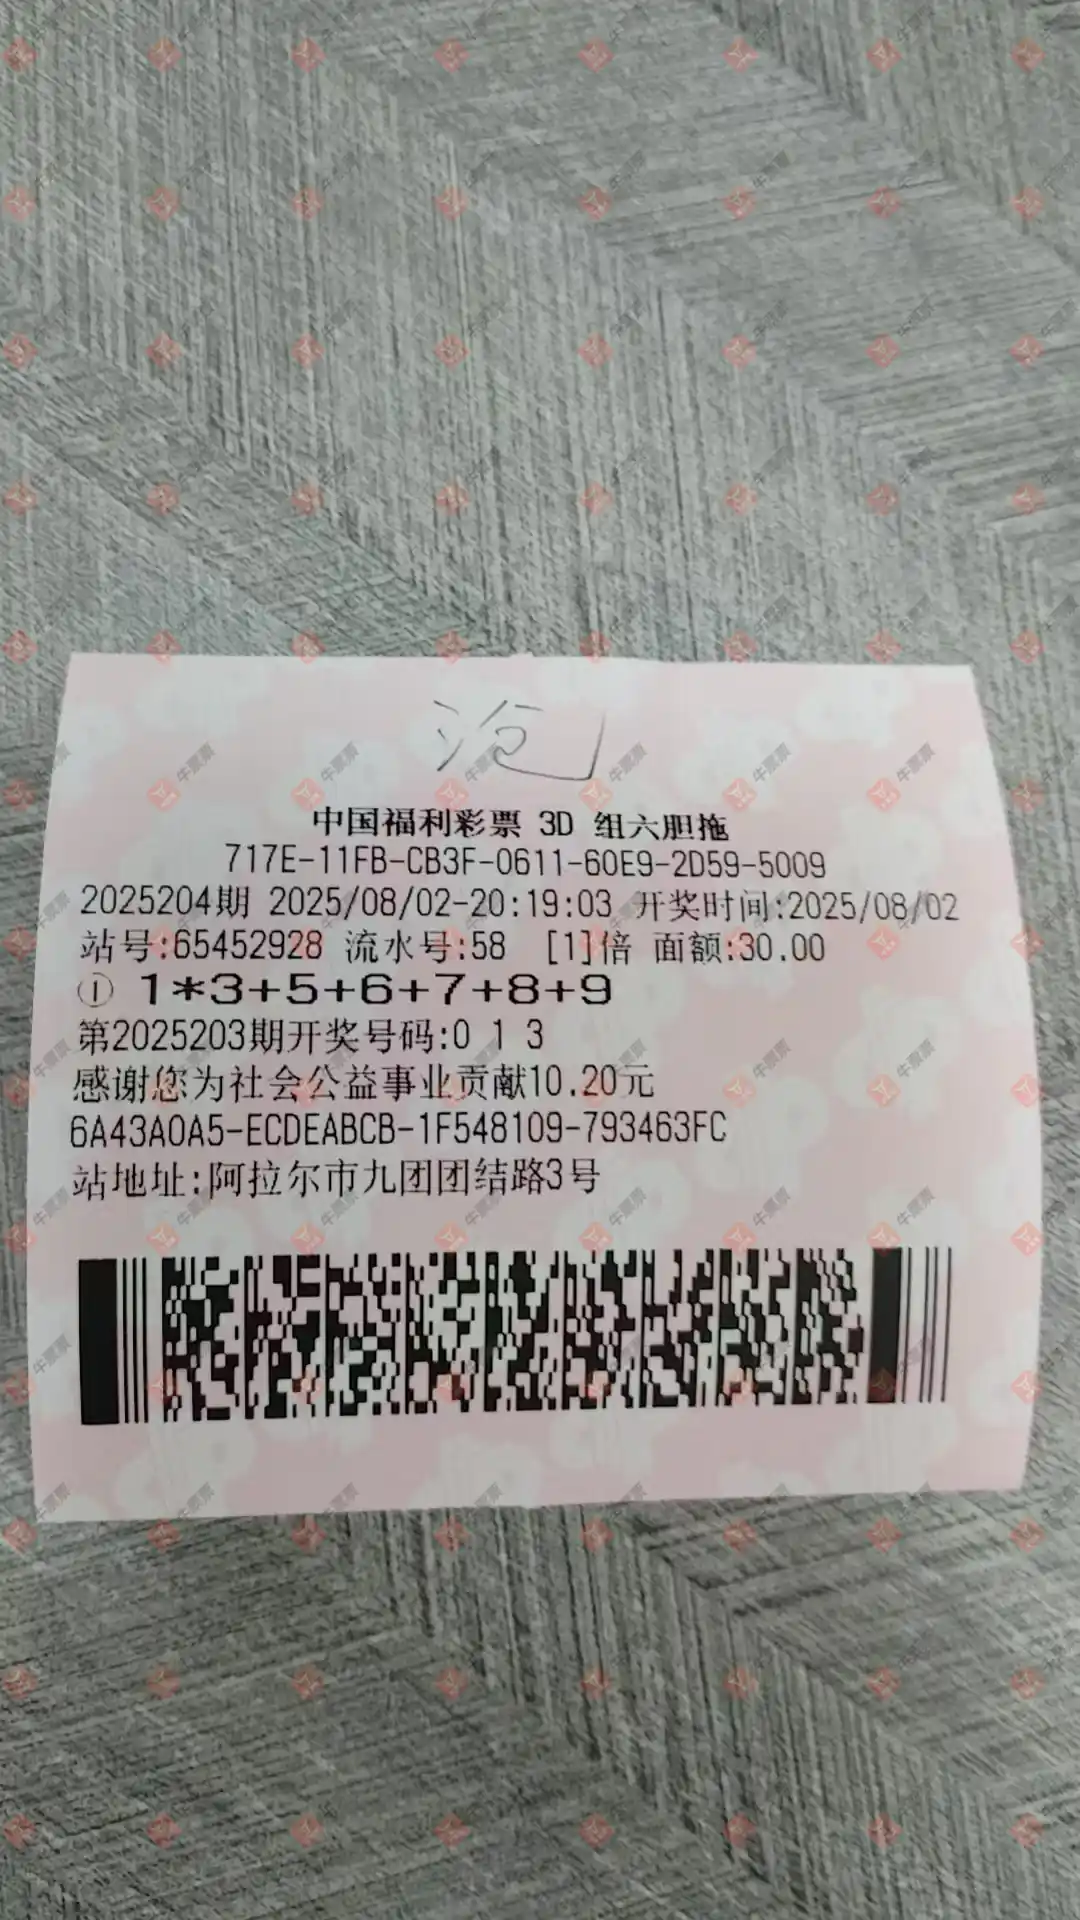 中国福利彩票 3D 组六胆拖
717E-11FB-CB3F-0611-60E9-2D59-5009
2025204期 2025/08/02-20:19:03 开奖时间:2025/08/02
站号:65452928 流水号:58 [1]倍 面额:30.00
① 1*3+5+6+7+8+9
第2025203期开奖号码:0 1 3
感谢您为社会公益事业贡献10.20元
6A43A0A5-ECDEABCB-1F548109-793463FC
站地址:阿拉尔市九团团结路3号